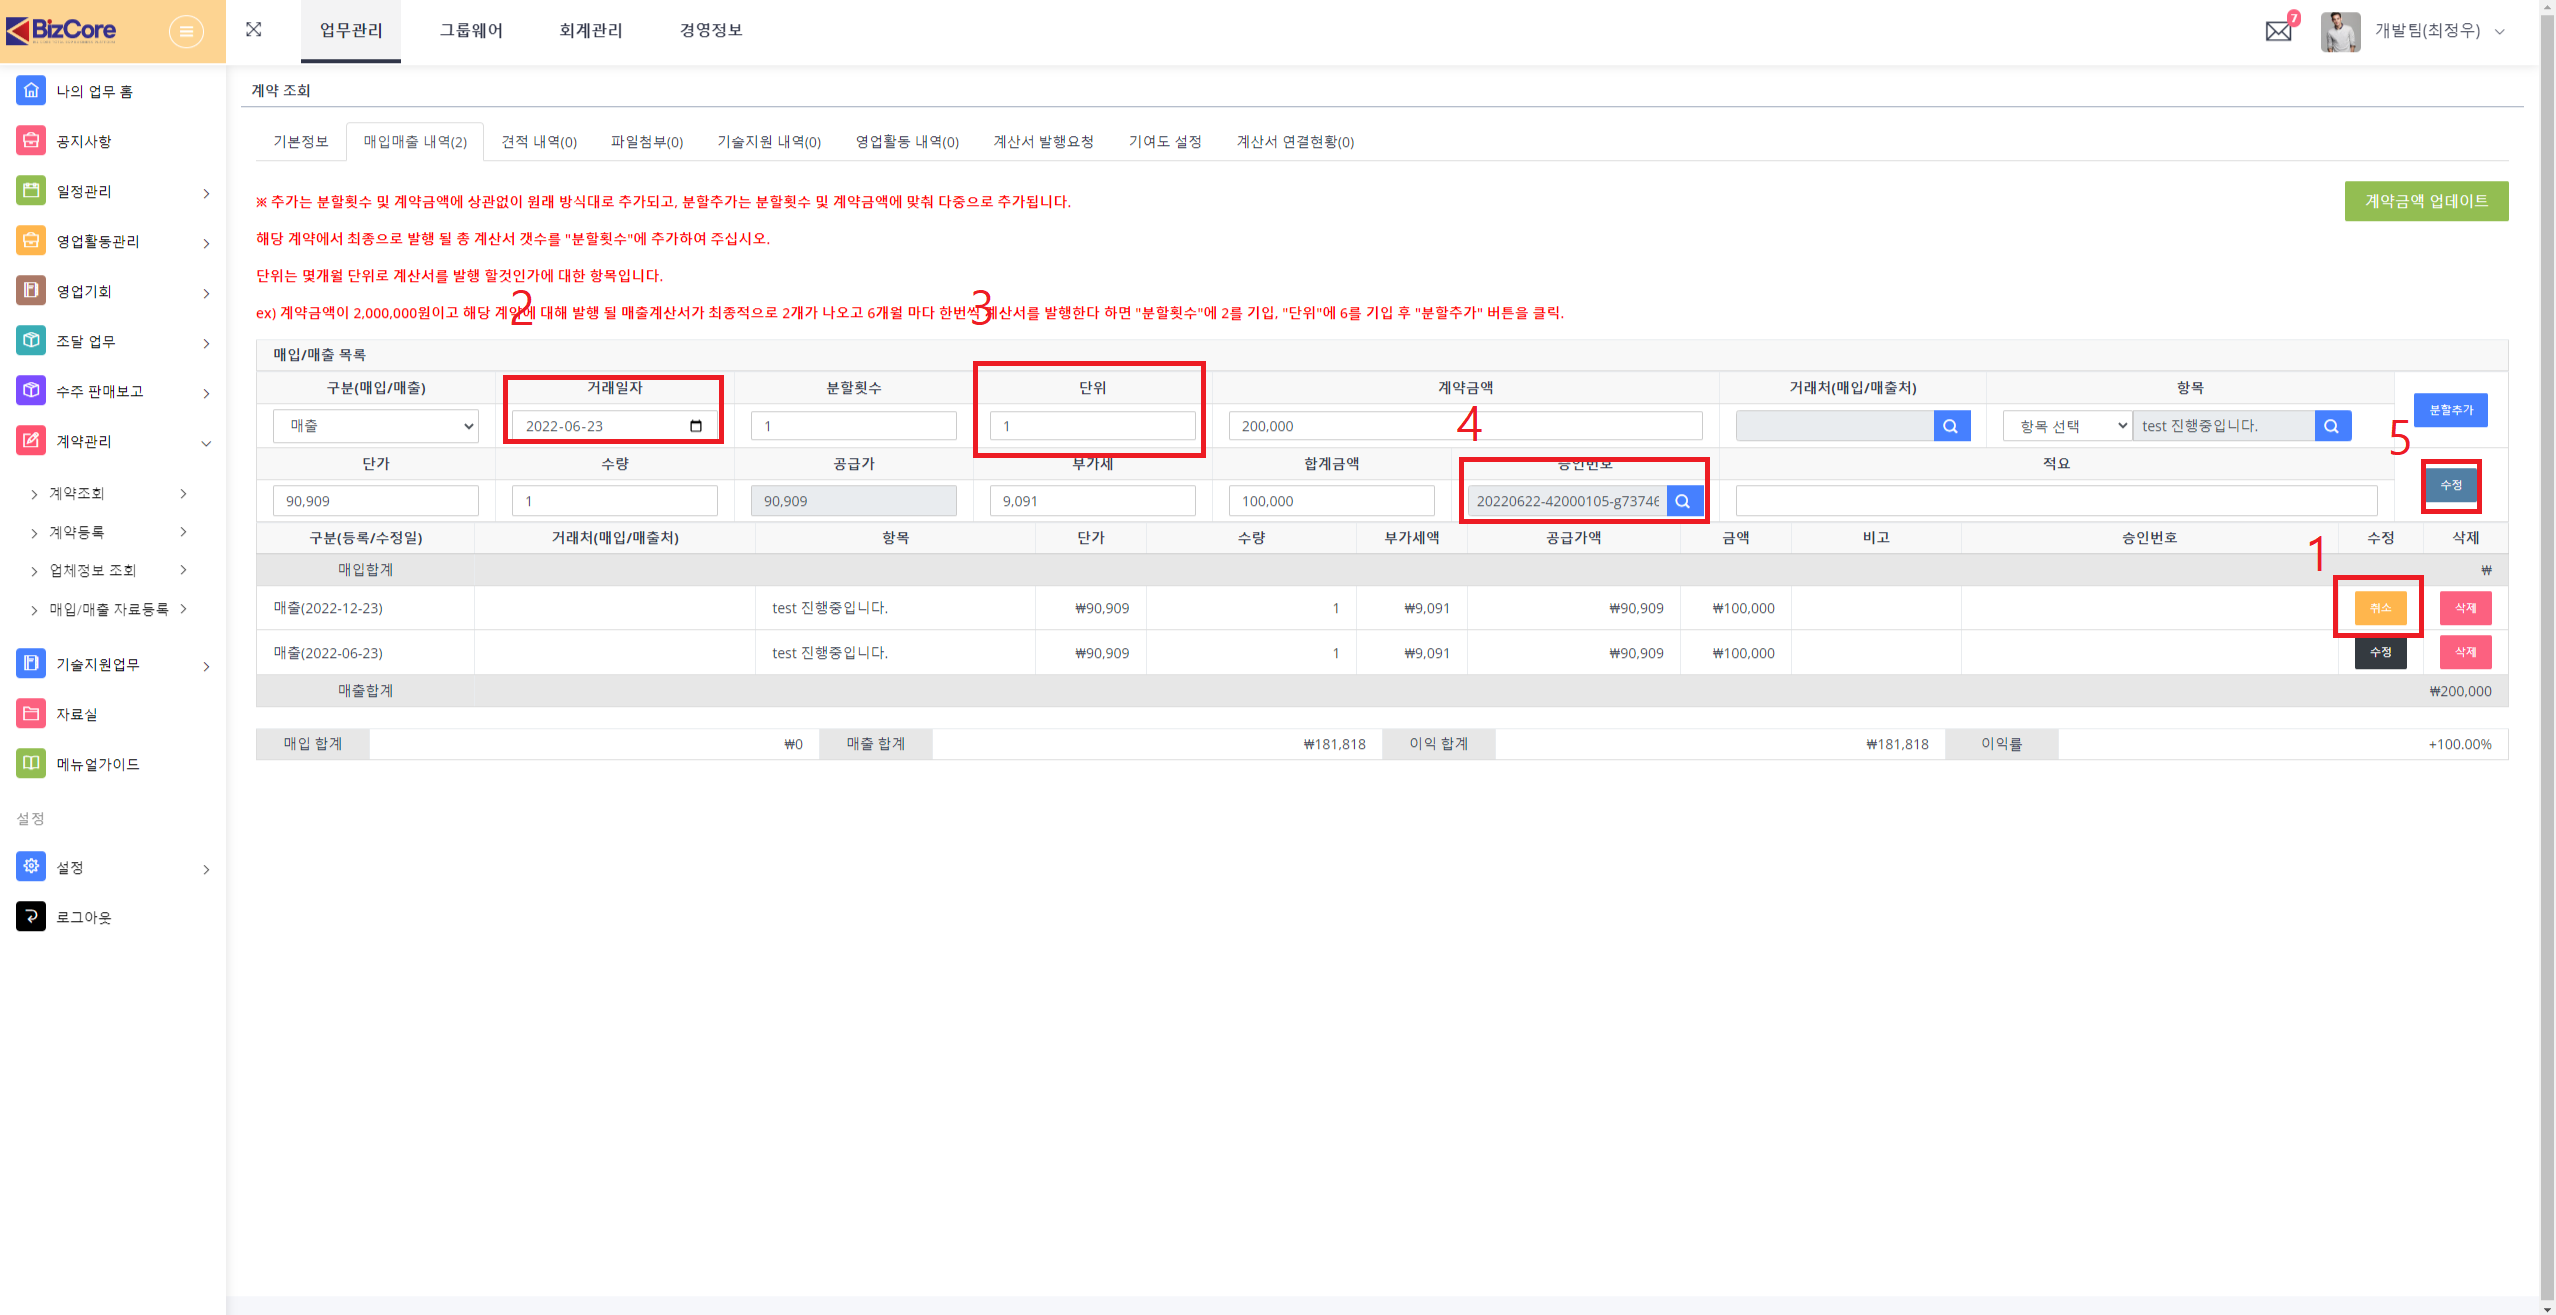 BizCore
업무관리
그룹웨어
회계관리
경영정보
7
개발팀(최정우)
나의 업무 홈
공지사항
일정관리
영업활동관리
영업기회
조달 업무
수주 판매보고
계약관리
계약조회
계약등록
업체정보 조회
매입/매출 자료등록
기술지원업무
자료실
메뉴얼가이드
설정
설정
로그아웃
계약 조회
기본정보 매입매출 내역(2) 견적 내역(0) 파일첨부(0) 기술지원 내역(0) 영업활동 내역(0) 계산서 발행요청 기여도 설정 계산서 연결현황(0)
※ 추가는 분할횟수 및 계약금액에 상관없이 원래 방식대로 추가되고, 분할추가는 분할횟수 및 계약금액에 맞춰 다중으로 추가됩니다.
계약금액 업데이트
해당 계약에서 최종으로 발행 될 총 계산서 갯수를 "분할횟수"에 추가하여 주십시오.
단위는 몇개월 단위로 계산서를 발행 할것인가에 대한 항목입니다.
2 3
ex) 계약금액이 2,000,000원이고 해당 계약에 대해 발행 될 매출계산서가 최종적으로 2개가 나오고 6개월 마다 한번씩 계산서를 발행한다 하면 "분할횟수"에 2를 기입, "단위"에 6를 기입 후 "분할추가" 버튼을 클릭.
매입/매출 목록
구분(매입/매출) 거래일자 분할횟수 단위 계약금액 거래처(매입/매출처) 항목
매출 2022-06-23 1 1 200,000 항목 선택 test 진행중입니다. 분할추가
4 5
단가 수량 공급가 부가세 합계금액 승인번호 적요
90,909 1 90,909 9,091 100,000 20220622-42000105-g73746 수정
구분(등록/수정일) 거래처(매입/매출처) 항목 단가 수량 부가세액 공급가액 금액 비고 승인번호 수정 삭제
1
매입합계 ₩
매출(2022-12-23) test 진행중입니다. ₩90,909 1 ₩9,091 ₩90,909 ₩100,000 취소 삭제
매출(2022-06-23) test 진행중입니다. ₩90,909 1 ₩9,091 ₩90,909 ₩100,000 수정 삭제
매출합계 ₩200,000
매입 합계 ₩0 매출 합계 ₩181,818 이익 합계 ₩181,818 이익률 +100.00%